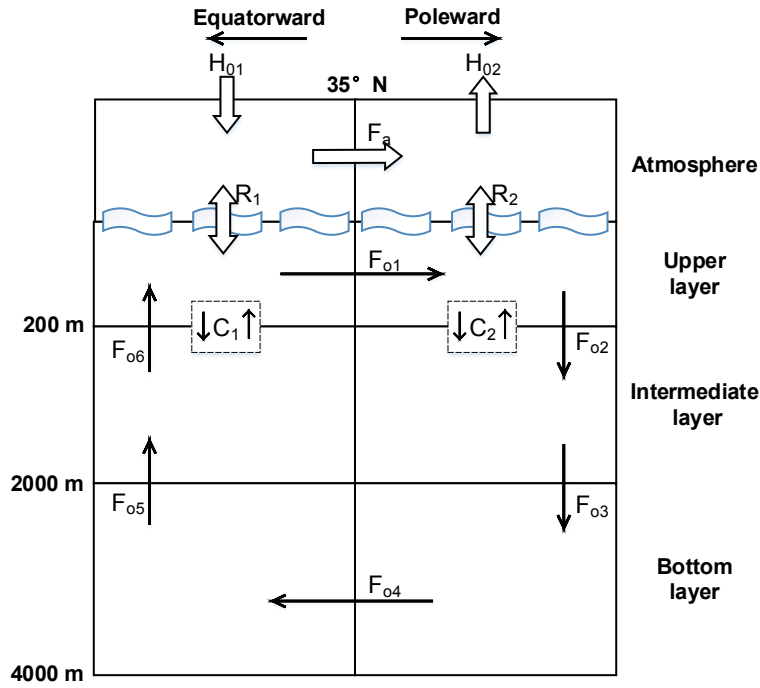 Equatorward Poleward
H01 H02
35° N
Fa
Atmosphere
R1 R2
Fo1
Upper
layer
200 m
C1 C2
Fo6 Fo2
Intermediate
layer
2000 m
Fo5 Fo3
Bottom
layer
Fo4
4000 m